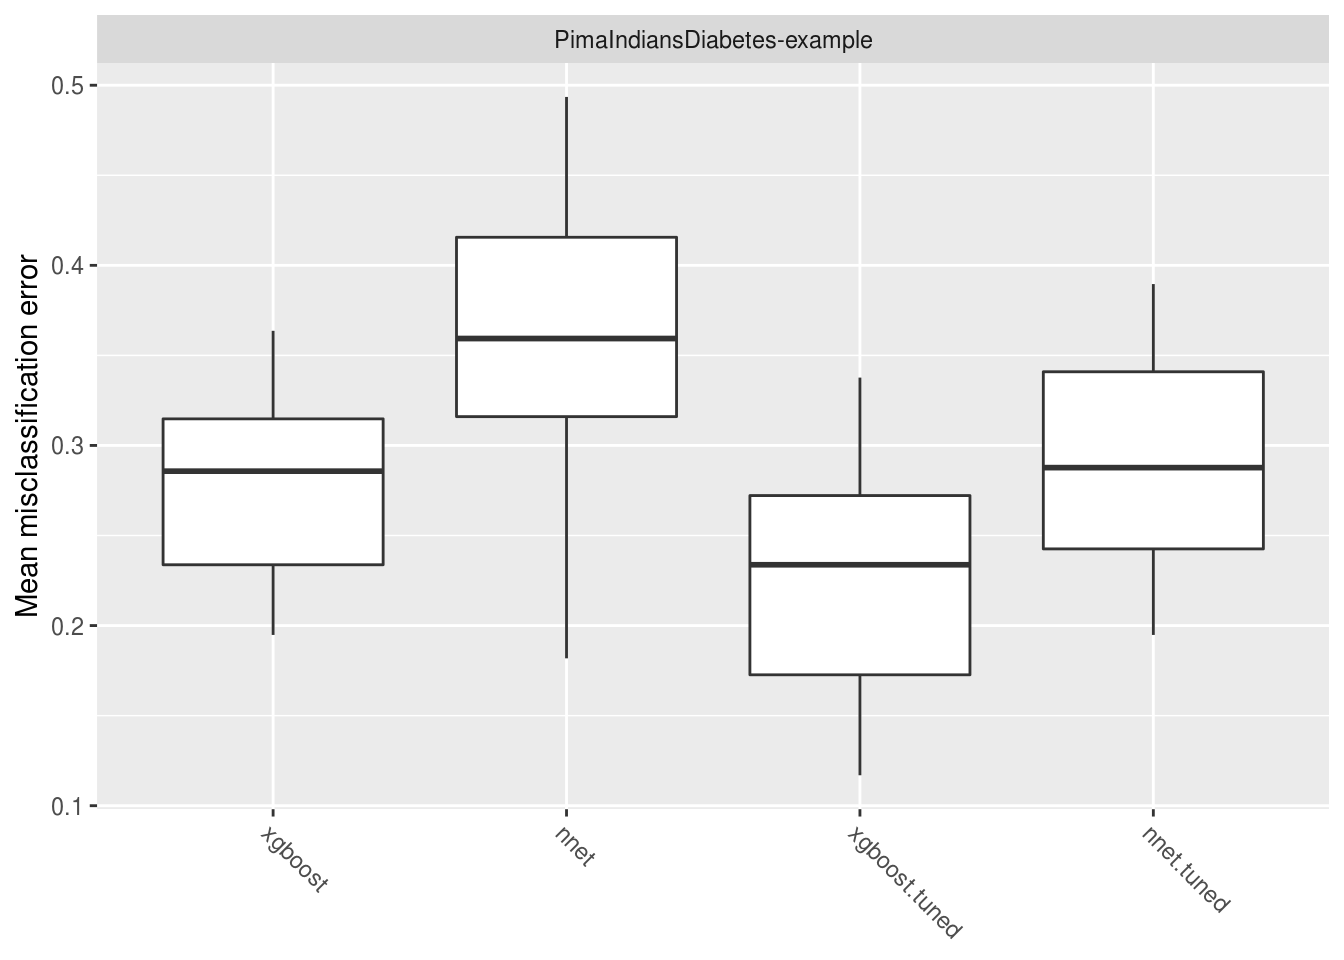 PimaIndiansDiabetes-example
Mean misclassification error
0.5
0.4
0.3
0.2
0.1
xgboost
nnet
xgboost.tuned
nnet.tuned